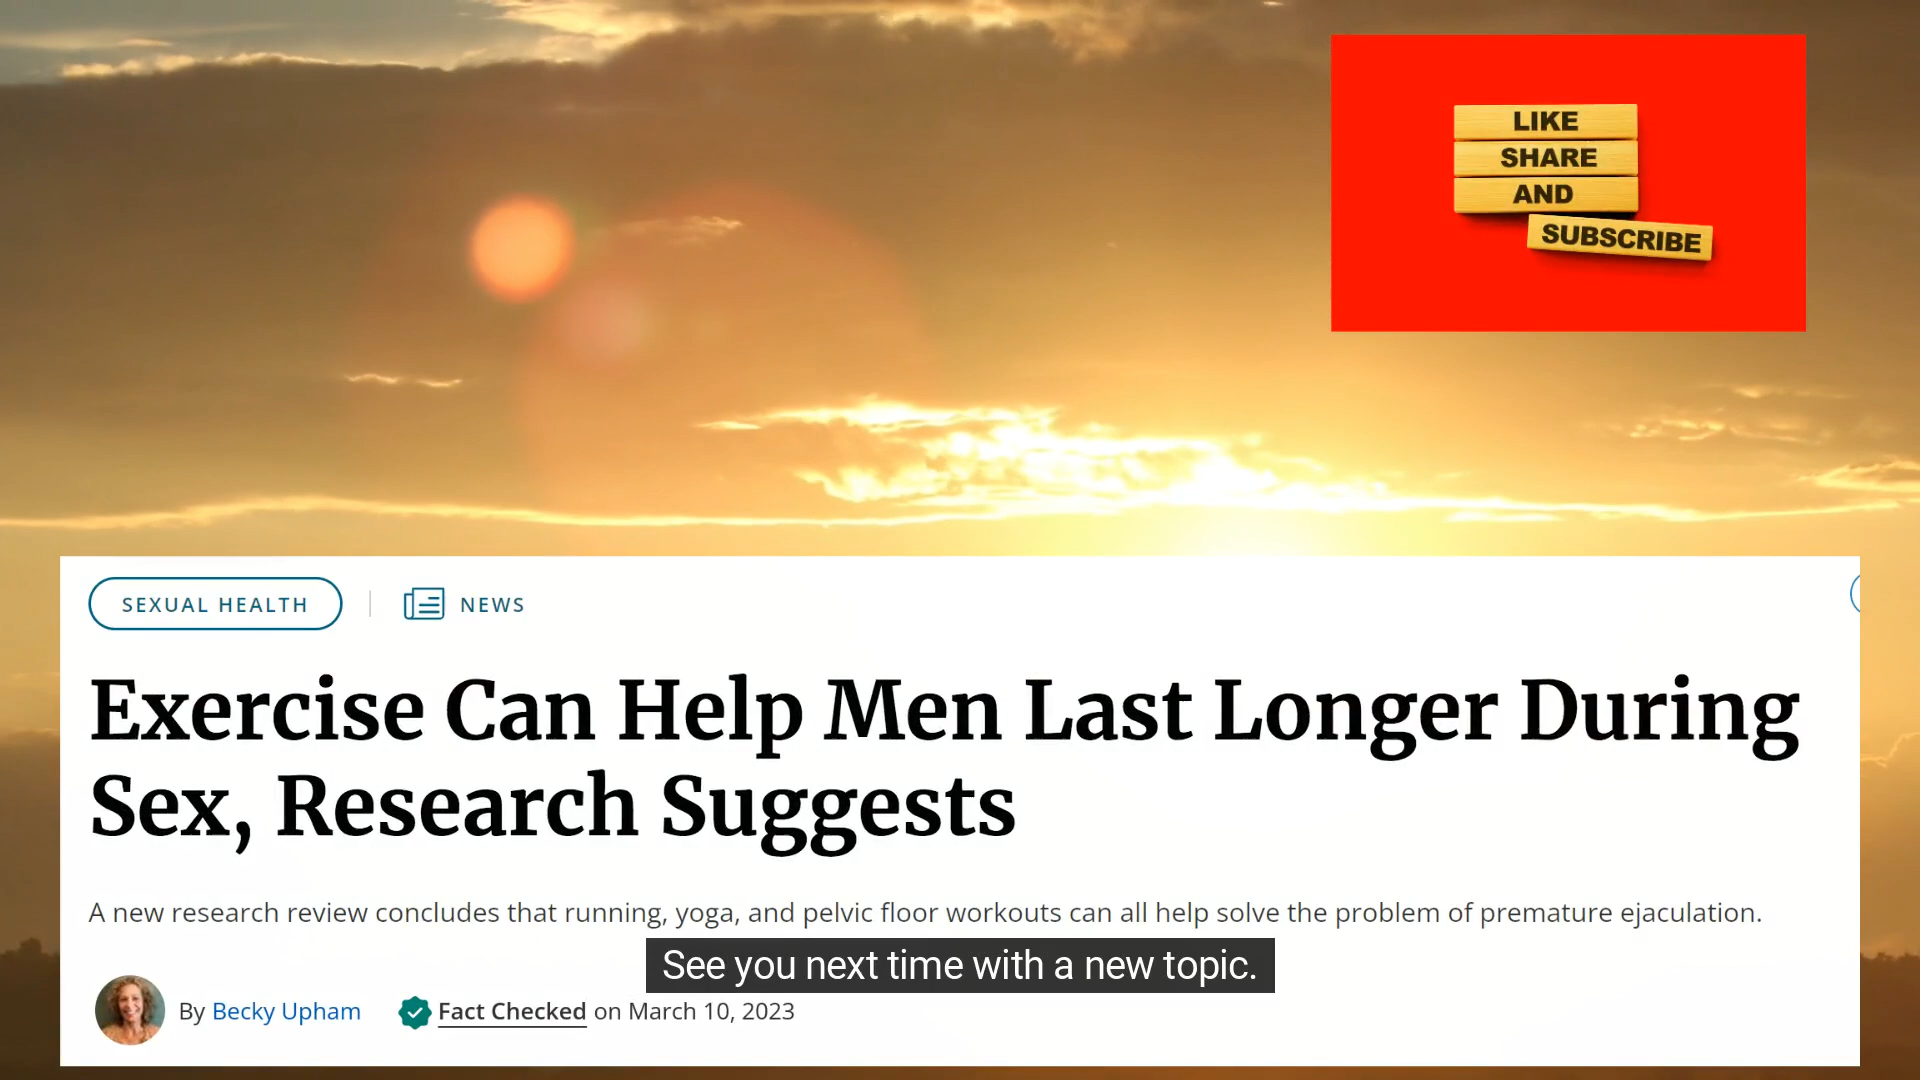 LIKE
SHARE
AND
SUBSCRIBE
SEXUAL HEALTH
NEWS
Exercise Can Help Men Last Longer During
Sex, Research Suggests
A new research review concludes that running, yoga, and pelvic floor workouts can all help solve the problem of premature ejaculation.
See you next time with a new topic.
By Becky Upham Fact Checked on March 10, 2023